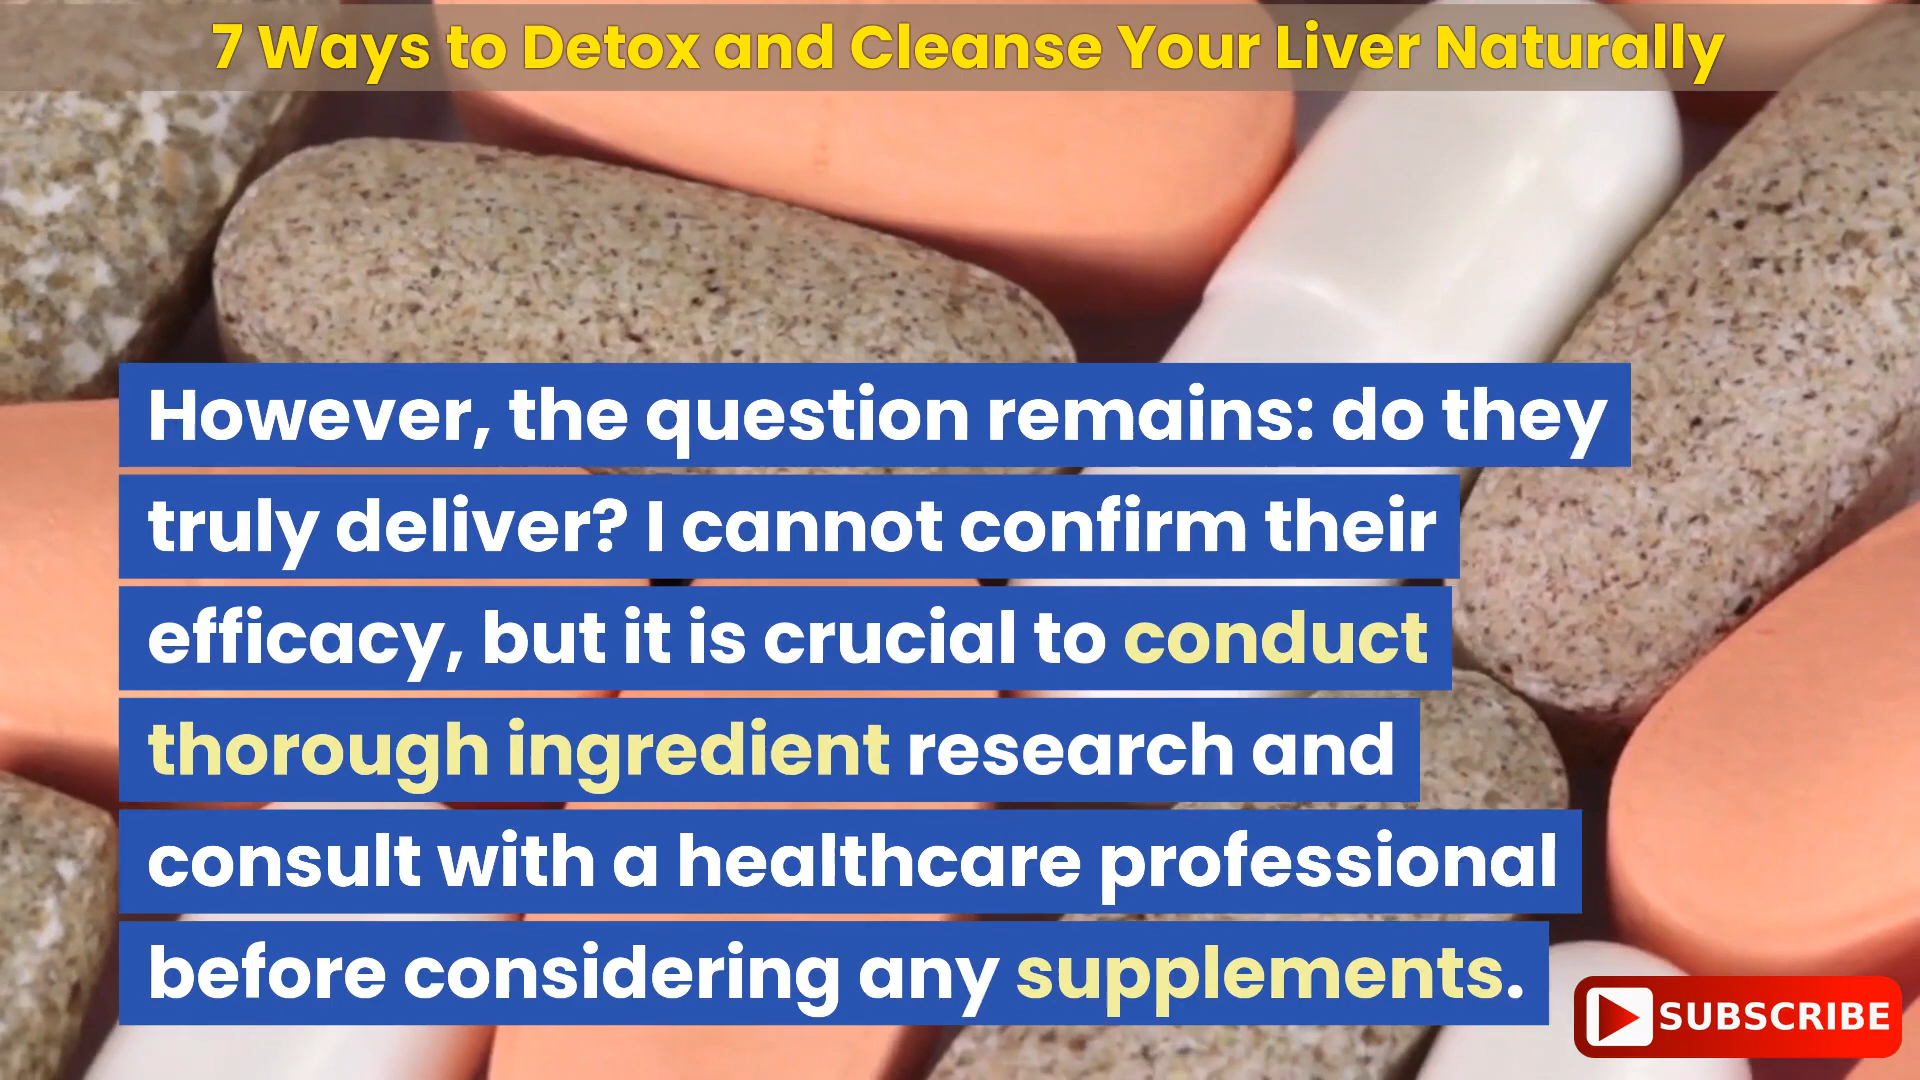 7 Ways to Detox and Cleanse Your Liver Naturally
However, the question remains: do they
truly deliver? I cannot confirm their
efficacy, but it is crucial to conduct
thorough ingredient research and
consult with a healthcare professional
before considering any supplements.
SUBSCRIBE